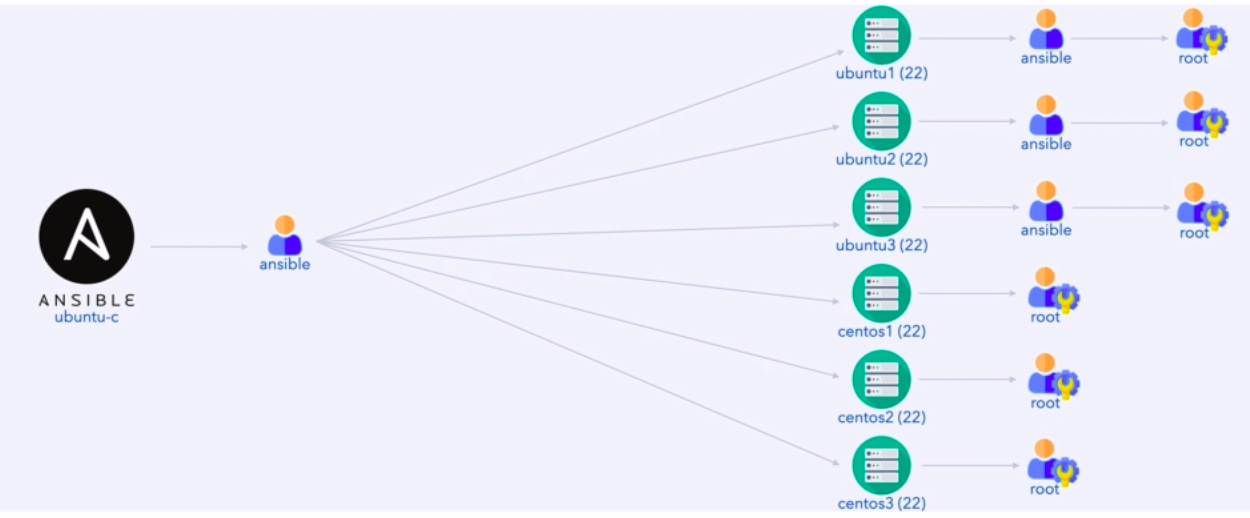 ubuntu1 (22)
ansible
root
ubuntu2 (22)
ansible
root
ubuntu3 (22)
ansible
root
ANSIBLE
ubuntu-c
ansible
centos1 (22)
root
centos2 (22)
root
centos3 (22)
root